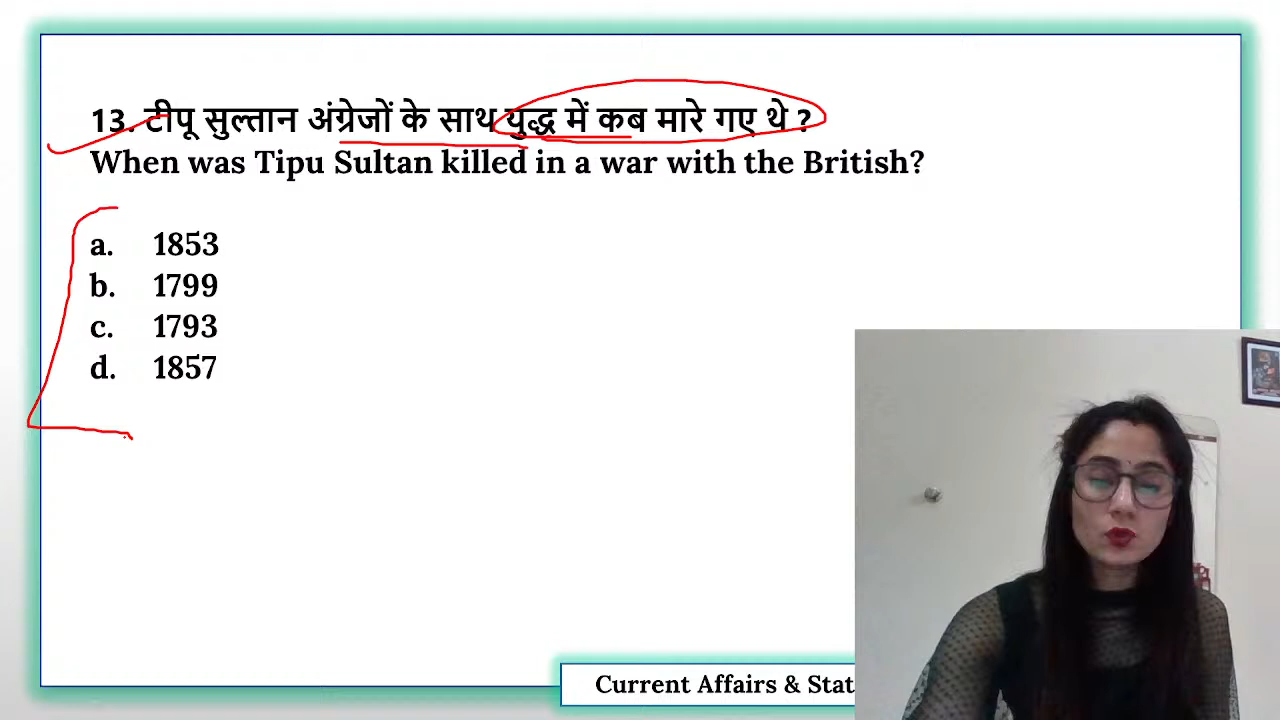 13. टीपू सुल्तान अंग्रेजों के साथ युद्ध में कब मारे गए थे ?
When was Tipu Sultan killed in a war with the British?
a. 1853
b. 1799
c. 1793
d. 1857
Current Affairs &